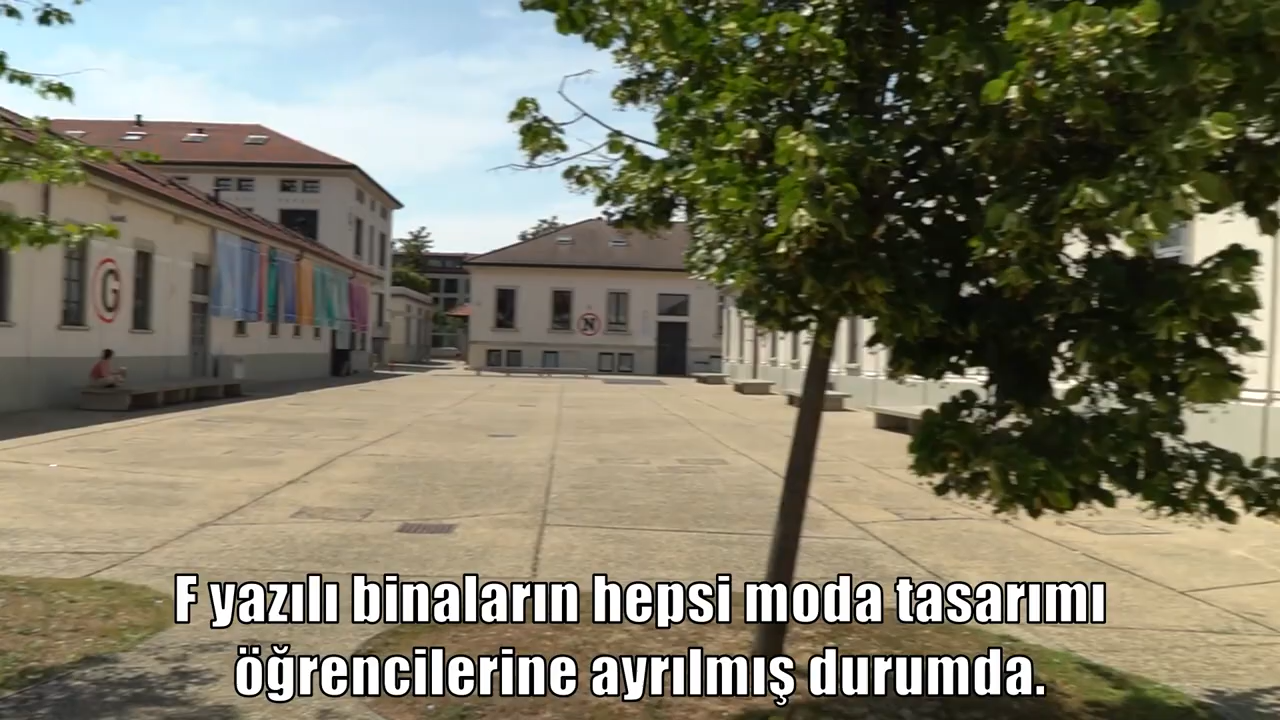 G
N
F yazılı binaların hepsi moda tasarımı
öğrencilerine ayrılmış durumda.